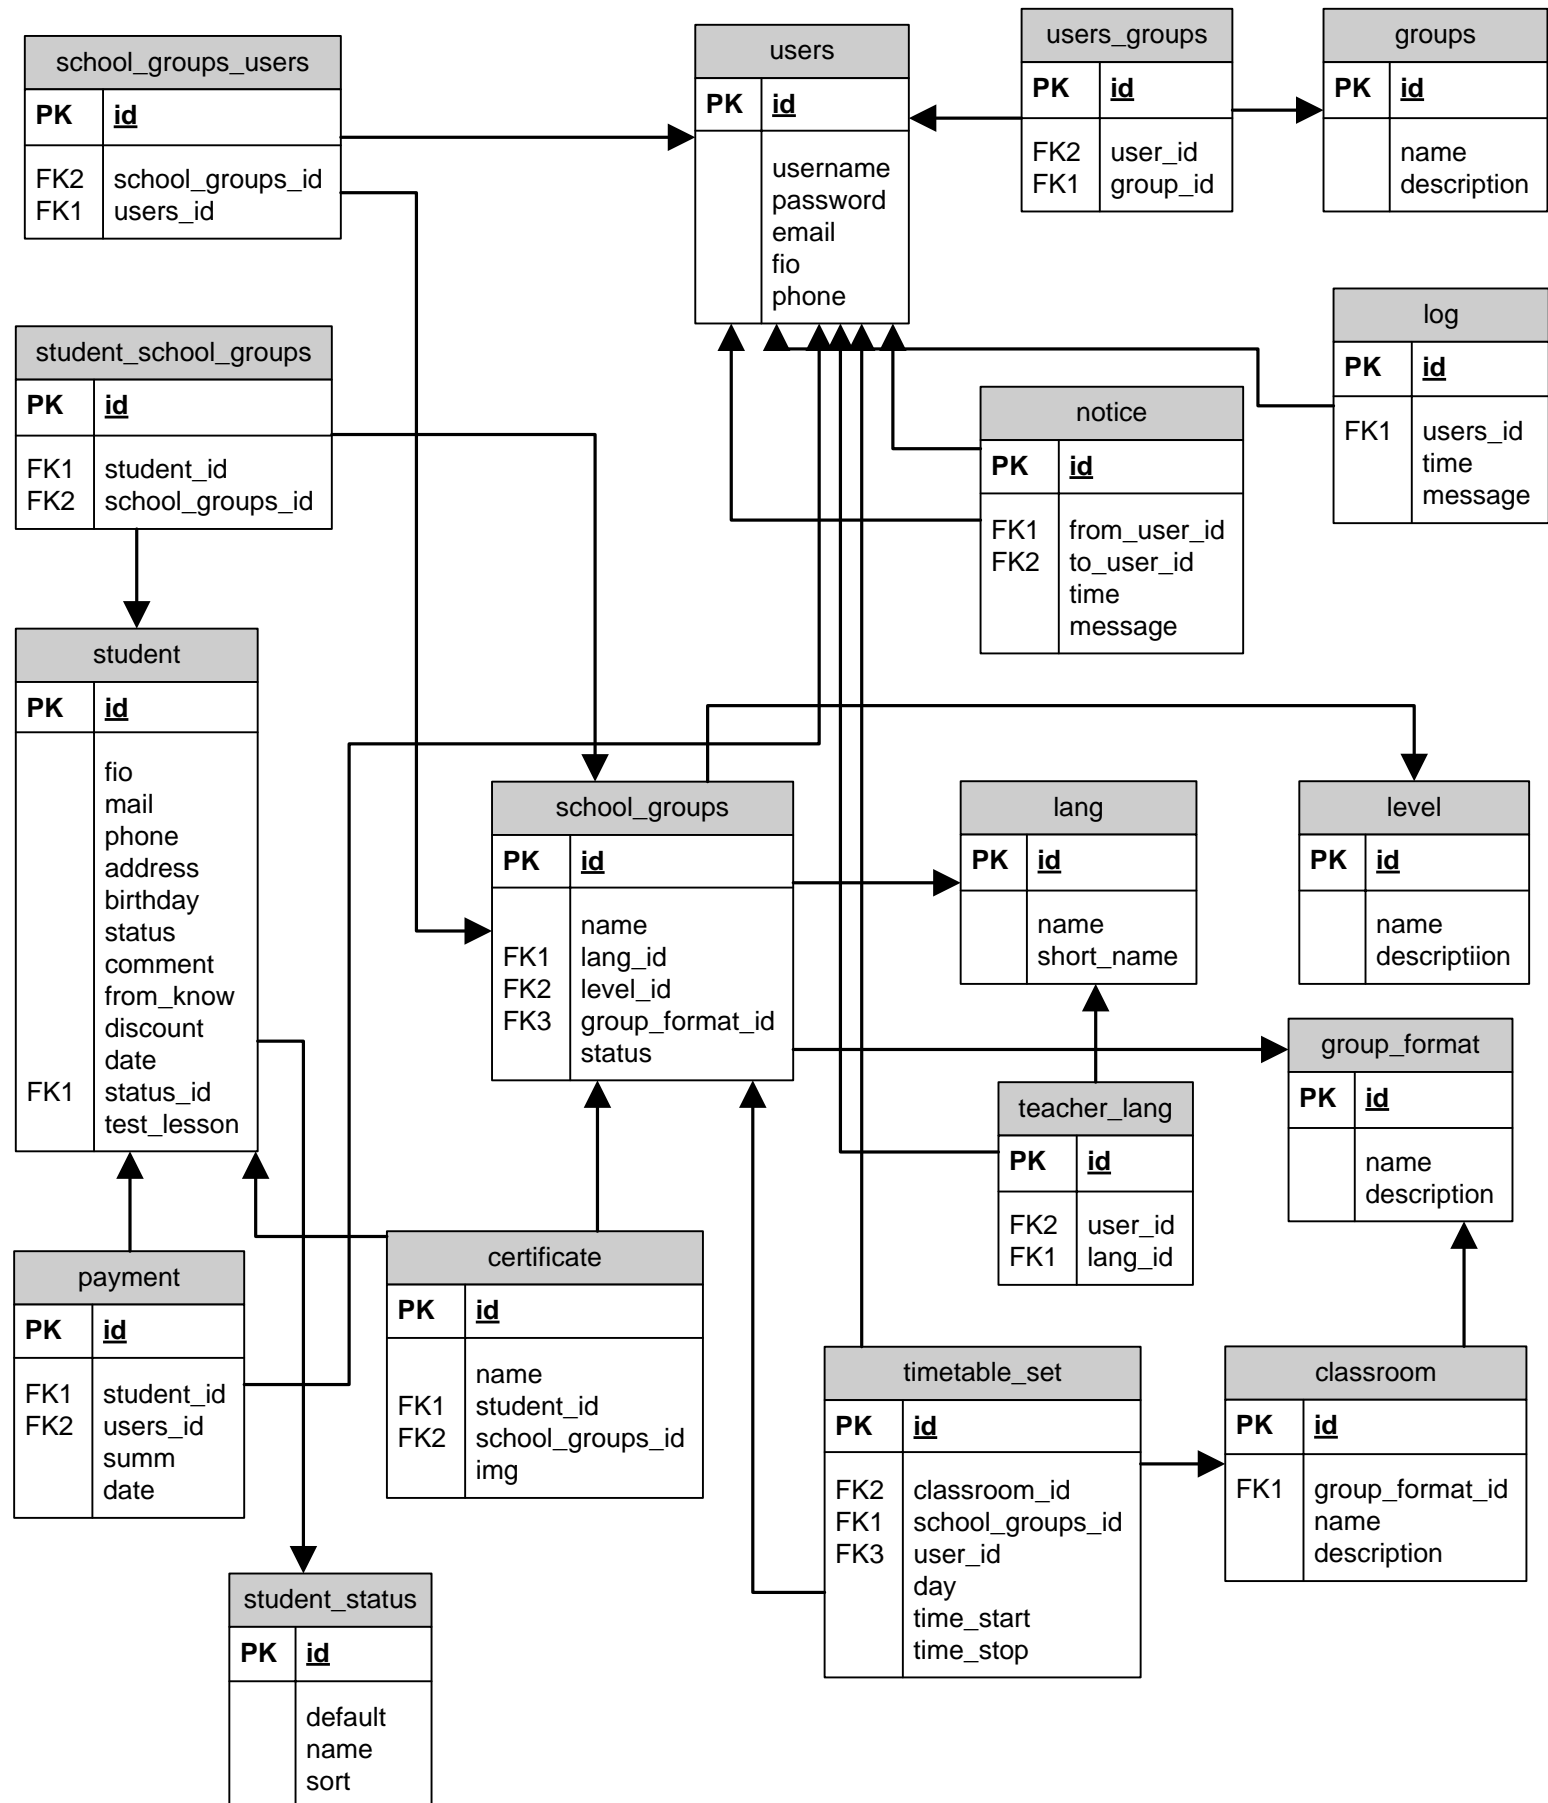 school_groups_users
PK id
FK2 school_groups_id
FK1 users_id
users
PK id
username
password
email
fio
phone
users_groups
PK id
FK2 user_id
FK1 group_id
groups
PK id
name
description
log
PK id
FK1 users_id
time
message
student_school_groups
PK id
FK1 student_id
FK2 school_groups_id
notice
PK id
FK1 from_user_id
FK2 to_user_id
time
message
student
PK id
fio
mail
phone
address
birthday
status
comment
from_know
discount
date
FK1 status_id
test_lesson
school_groups
PK id
name
FK1 lang_id
FK2 level_id
FK3 group_format_id
status
lang
PK id
name
short_name
level
PK id
name
descriptiion
group_format
PK id
name
description
teacher_lang
PK id
FK2 user_id
FK1 lang_id
payment
PK id
FK1 student_id
FK2 users_id
summ
date
certificate
PK id
name
FK1 student_id
FK2 school_groups_id
img
timetable_set
PK id
FK2 classroom_id
FK1 school_groups_id
FK3 user_id
day
time_start
time_stop
classroom
PK id
FK1 group_format_id
name
description
student_status
PK id
default
name
sort